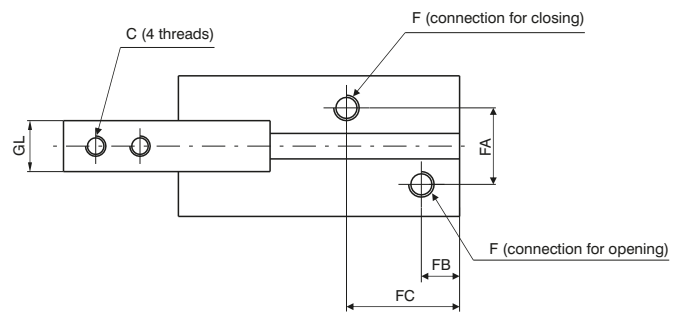 F (connection for closing)
C (4 threads)
GL
FA
F (connection for opening)
FB
FC